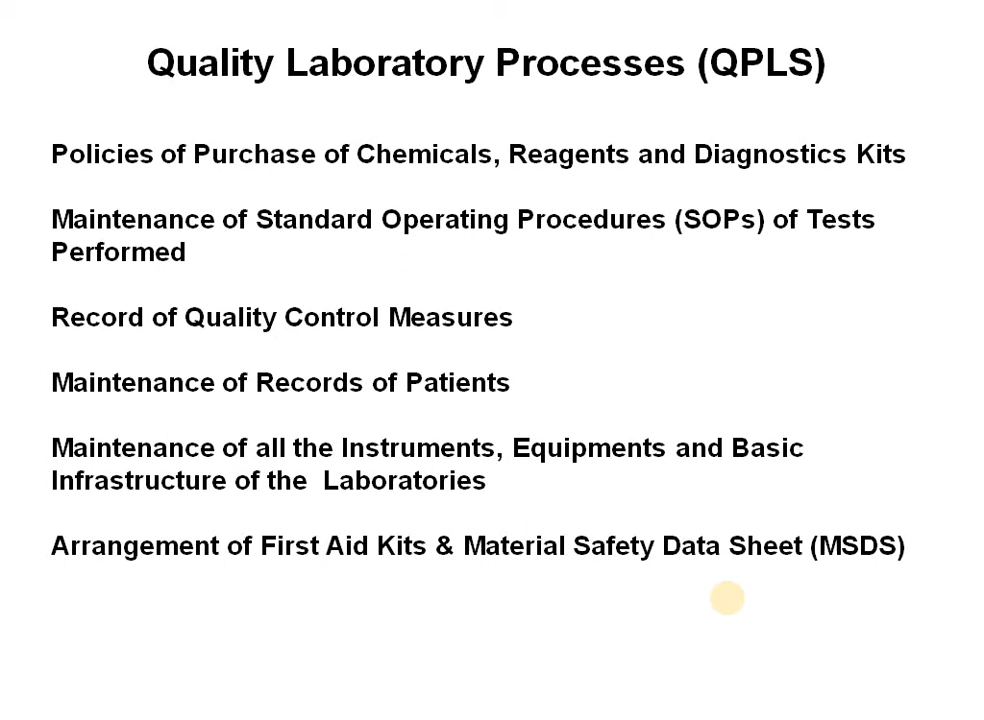 Quality Laboratory Processes (QPLS)
Policies of Purchase of Chemicals, Reagents and Diagnostics Kits
Maintenance of Standard Operating Procedures (SOPs) of Tests
Performed
Record of Quality Control Measures
Maintenance of Records of Patients
Maintenance of all the Instruments, Equipments and Basic
Infrastructure of the  Laboratories
Arrangement of First Aid Kits & Material Safety Data Sheet (MSDS)